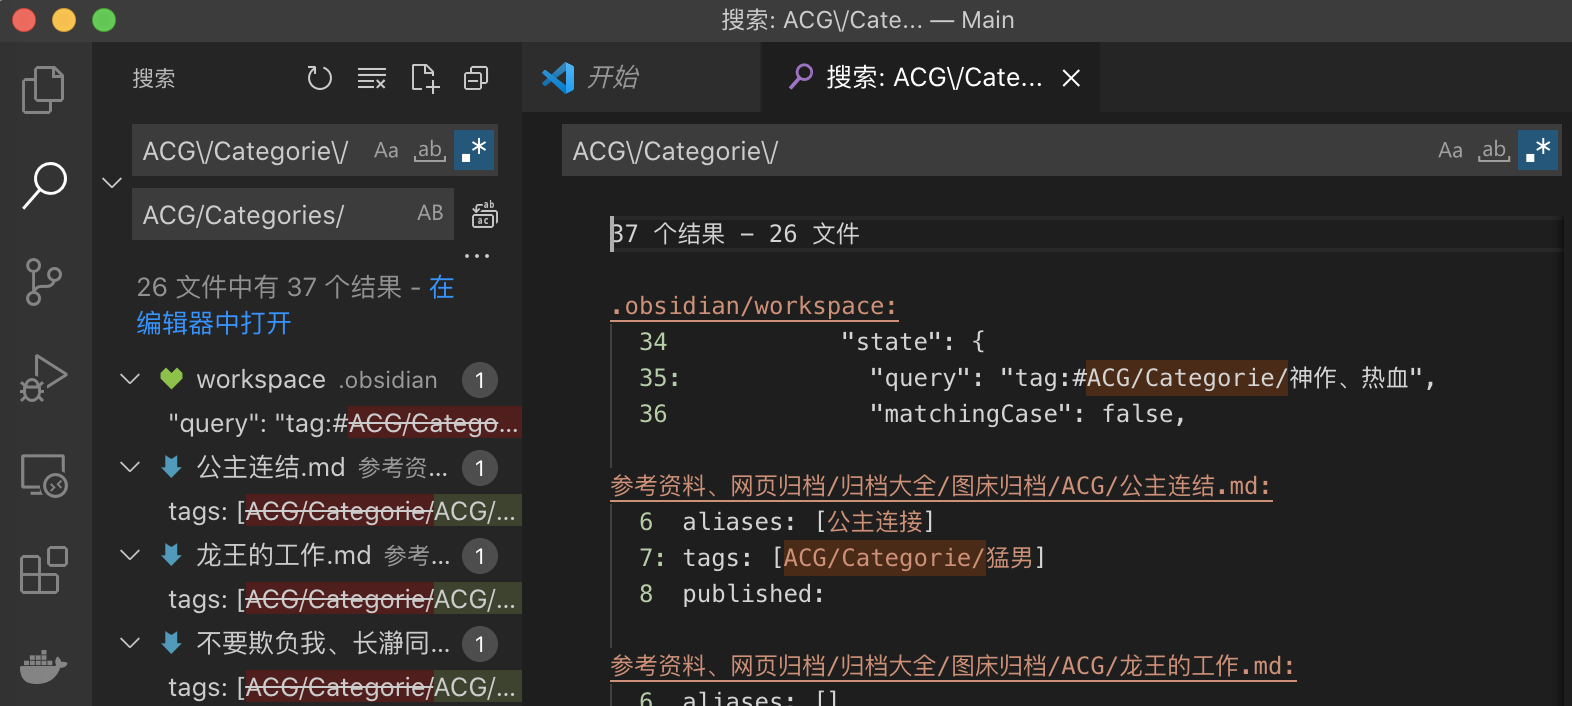 搜索: ACG\/Cate... — Main
搜索
开始
搜索: ACG\/Cate...
ACG\/Categorie\/
Aa
ab
ACG/Categories/
AB
ab
ac
...
26 文件中有 37 个结果 - 在
编辑器中打开
workspace .obsidian 1
"query": "tag:#ACG/Catego...
公主连结.md 参考资... 1
tags: [ACG/Categorie/ACG/...
龙王的工作.md 参考... 1
tags: [ACG/Categorie/ACG/...
不要欺负我、长瀞同... 1
tags: [ACG/Categorie/ACG/...
ACG\/Categorie\/
Aa
ab
37 个结果 - 26 文件
.obsidian/workspace:
34 "state": {
35: "query": "tag:#ACG/Categorie/神作、热血",
36 "matchingCase": false,
参考资料、网页归档/归档大全/图床归档/ACG/公主连结.md:
6 aliases: [公主连接]
7: tags: [ACG/Categorie/猛男]
8 published:
参考资料、网页归档/归档大全/图床归档/ACG/龙王的工作.md:
6 aliases: []